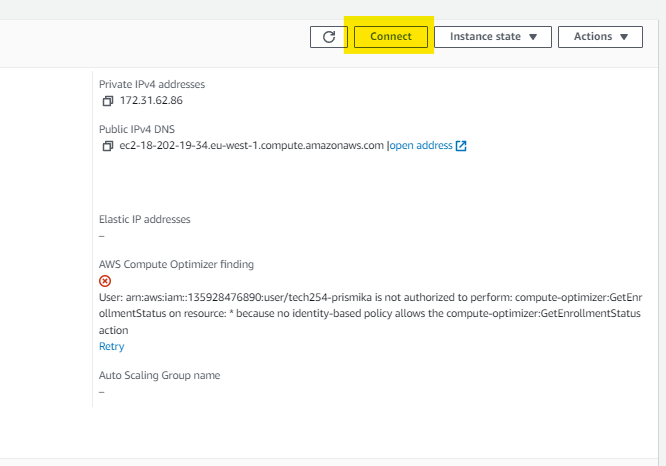 Connect
Instance state
Actions
Private IPv4 addresses
172.31.62.86
Public IPv4 DNS
ec2-18-202-19-34.eu-west-1.compute.amazonaws.com |open address
Elastic IP addresses
–
AWS Compute Optimizer finding
User: arn:aws:iam::135928476890:user/tech254-prismika is not authorized to perform: compute-optimizer:GetEnr
ollmentStatus on resource: * because no identity-based policy allows the compute-optimizer:GetEnrollmentStatus
action
Retry
Auto Scaling Group name
–